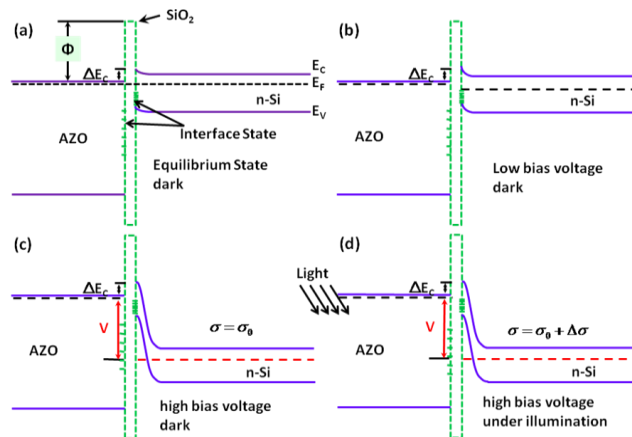 (a)
SiO₂
Φ
ΔE_C
E_C
E_F
n-Si
E_V
AZO
Interface State
Equilibrium State
dark
(b)
n-Si
AZO
Low bias voltage
dark
(c)
ΔE_C
V
σ = σ₀
AZO
n-Si
high bias voltage
dark
(d)
Light
ΔE_C
V
σ = σ₀ + Δσ
AZO
n-Si
high bias voltage
under illumination